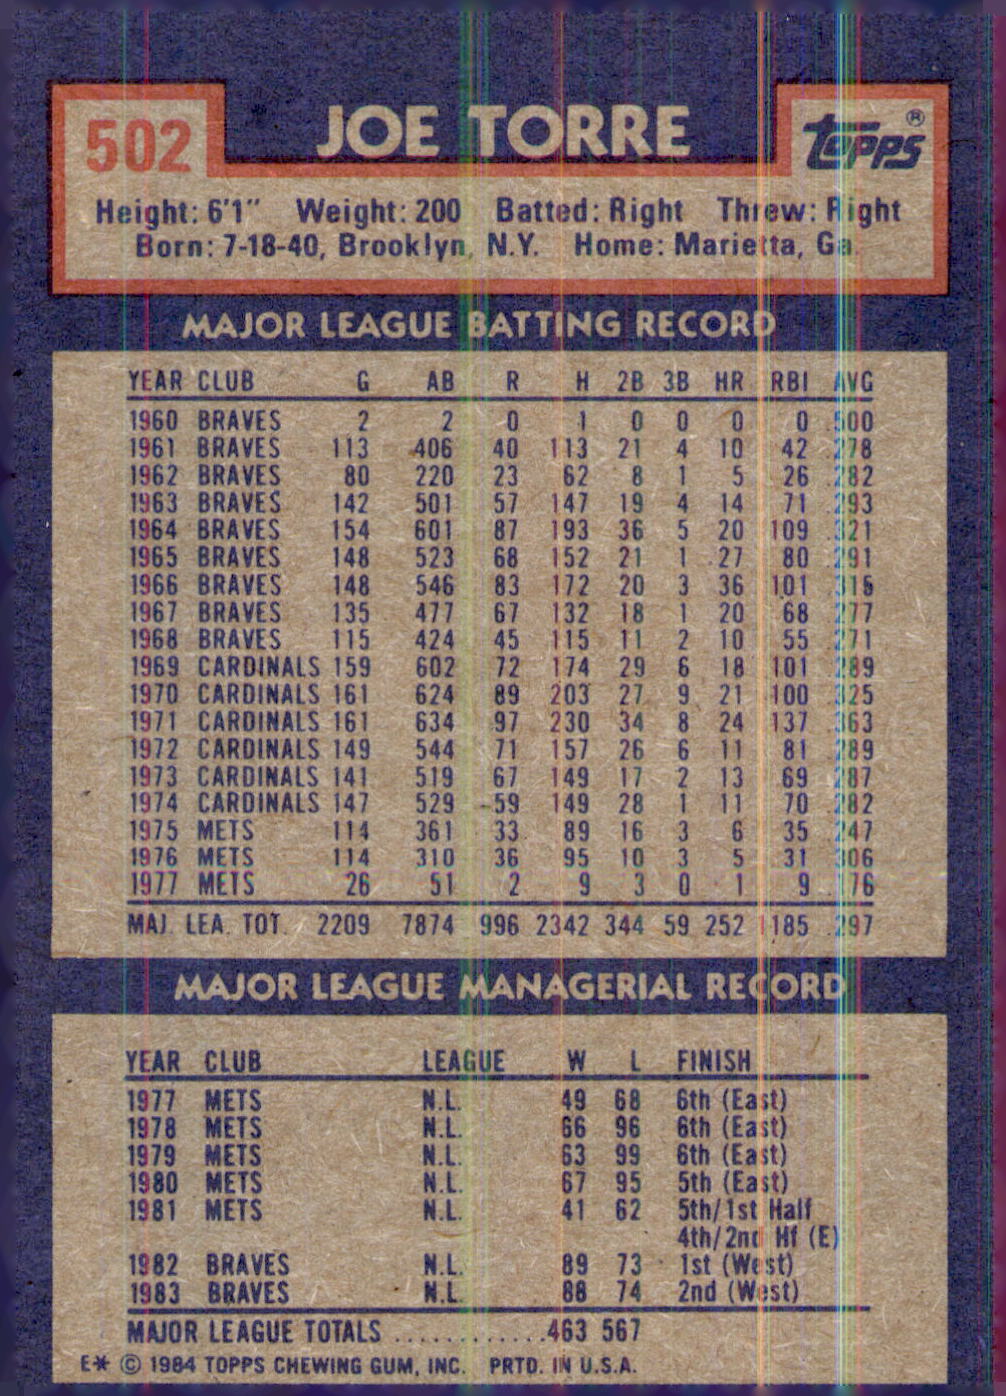 502 JOE TORRE TOPPS®
Height: 6'1" Weight: 200 Batted: Right Threw: Right
Born: 7-18-40, Brooklyn, N.Y. Home: Marietta, Ga.
MAJOR LEAGUE BATTING RECORD
YEAR CLUB G AB R H 2B 3B HR RBI AVG
1960 BRAVES 2 2 0 1 0 0 0 0 .500
1961 BRAVES 113 406 40 113 21 4 10 42 .278
1962 BRAVES 80 220 23 62 8 1 5 26 .282
1963 BRAVES 142 501 57 147 19 4 14 71 .293
1964 BRAVES 154 601 87 193 36 5 20 109 .321
1965 BRAVES 148 523 68 152 21 1 27 80 .291
1966 BRAVES 148 546 83 172 20 3 36 101 .315
1967 BRAVES 135 477 67 132 18 1 20 68 .277
1968 BRAVES 115 424 45 115 11 2 10 55 .271
1969 CARDINALS 159 602 72 174 29 6 18 101 .289
1970 CARDINALS 161 624 89 203 27 9 21 100 .325
1971 CARDINALS 161 634 97 230 34 8 24 137 .363
1972 CARDINALS 149 544 71 157 26 6 11 81 .289
1973 CARDINALS 141 519 67 149 17 2 13 69 .287
1974 CARDINALS 147 529 59 149 28 1 11 70 .282
1975 METS 114 361 33 89 16 3 6 35 .247
1976 METS 114 310 36 95 10 3 5 31 .306
1977 METS 26 51 2 9 3 0 1 9 .176
MAJ. LEA. TOT. 2209 7874 996 2342 344 59 252 1185 .297
MAJOR LEAGUE MANAGERIAL RECORD
YEAR CLUB LEAGUE W L FINISH
1977 METS N.L. 49 68 6th (East)
1978 METS N.L. 66 96 6th (East)
1979 METS N.L. 63 99 6th (East)
1980 METS N.L. 67 95 5th (East)
1981 METS N.L. 41 62 5th/1st Half
4th/2nd Hf (E)
1982 BRAVES N.L. 89 73 1st (West)
1983 BRAVES N.L. 88 74 2nd (West)
MAJOR LEAGUE TOTALS ............463 567
E* © 1984 TOPPS CHEWING GUM, INC. PRTD. IN U.S.A.